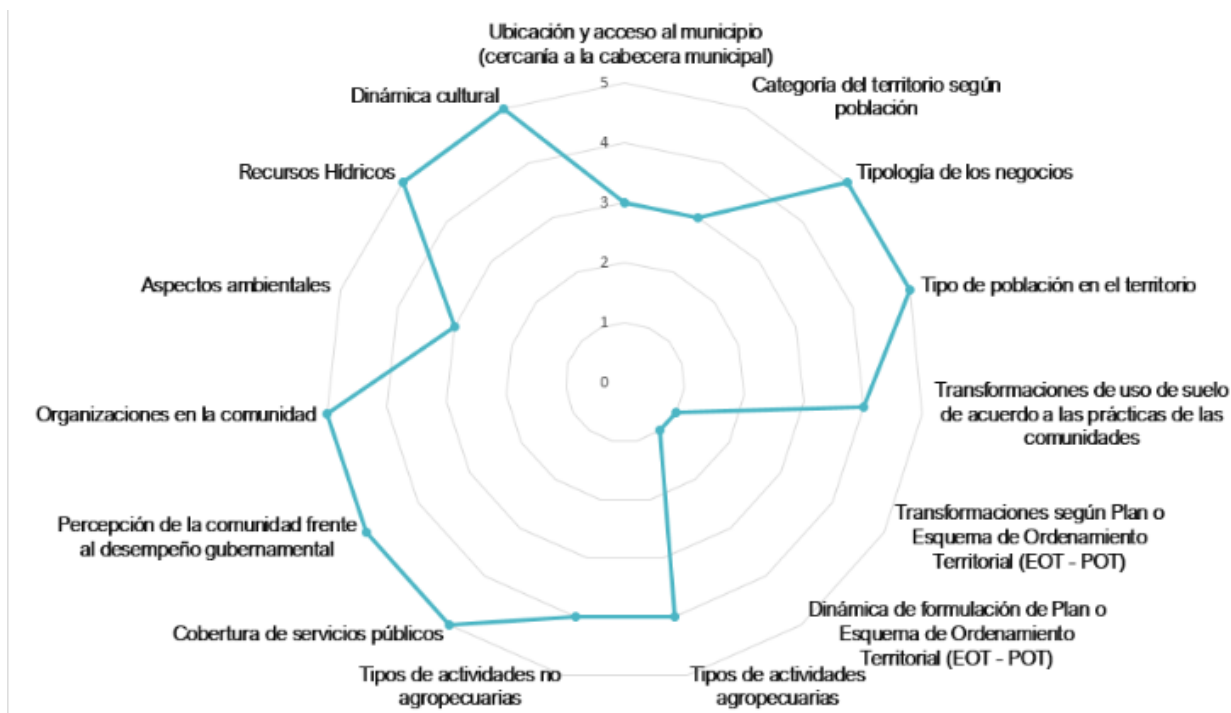 Ubicación y acceso al municipio
(cercanía a la cabecera municipal)
Categoría del territorio según
población
Tipología de los negocios
Tipo de población en el territorio
Transformaciones de uso de suelo
de acuerdo a las prácticas de las
comunidades
Transformaciones según Plan o
Esquema de Ordenamiento
Territorial (EOT - POT)
Dinámica de formulación de Plan o
Esquema de Ordenamiento
Territorial (EOT - POT)
Tipos de actividades
agropecuarias
Tipos de actividades no
agropecuarias
Cobertura de servicios públicos
Percepción de la comunidad frente
al desempeño gubernamental
Organizaciones en la comunidad
Aspectos ambientales
Recursos Hídricos
Dinámica cultural
5
4
3
2
1
0